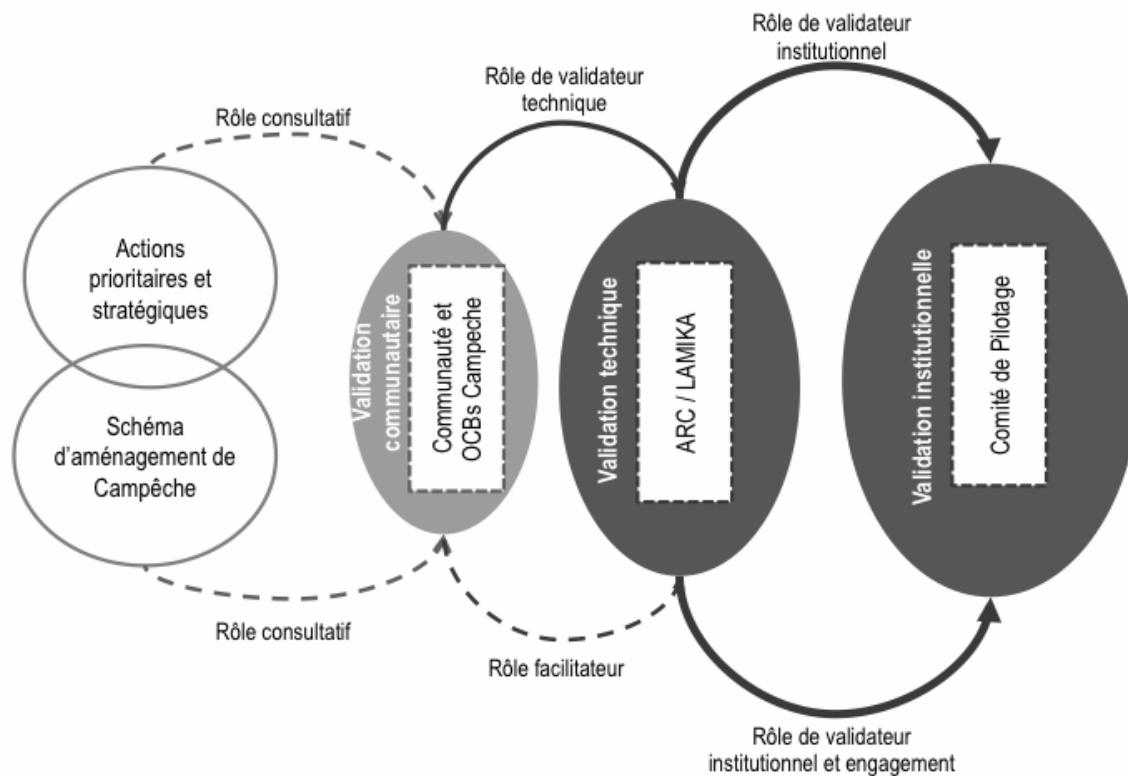 Rôle de validateur
institutionnel
Rôle de validateur
technique
Rôle consultatif
Actions
prioritaires et
stratégiques
Schéma
d'aménagement de
Campêche
Validation
communautaire
Communauté et
OCBs Campeche
Validation technique
ARC / LAMIKA
Validation institutionnelle
Comité de Pilotage
Rôle consultatif
Rôle facilitateur
Rôle de validateur
institutionnel et engagement